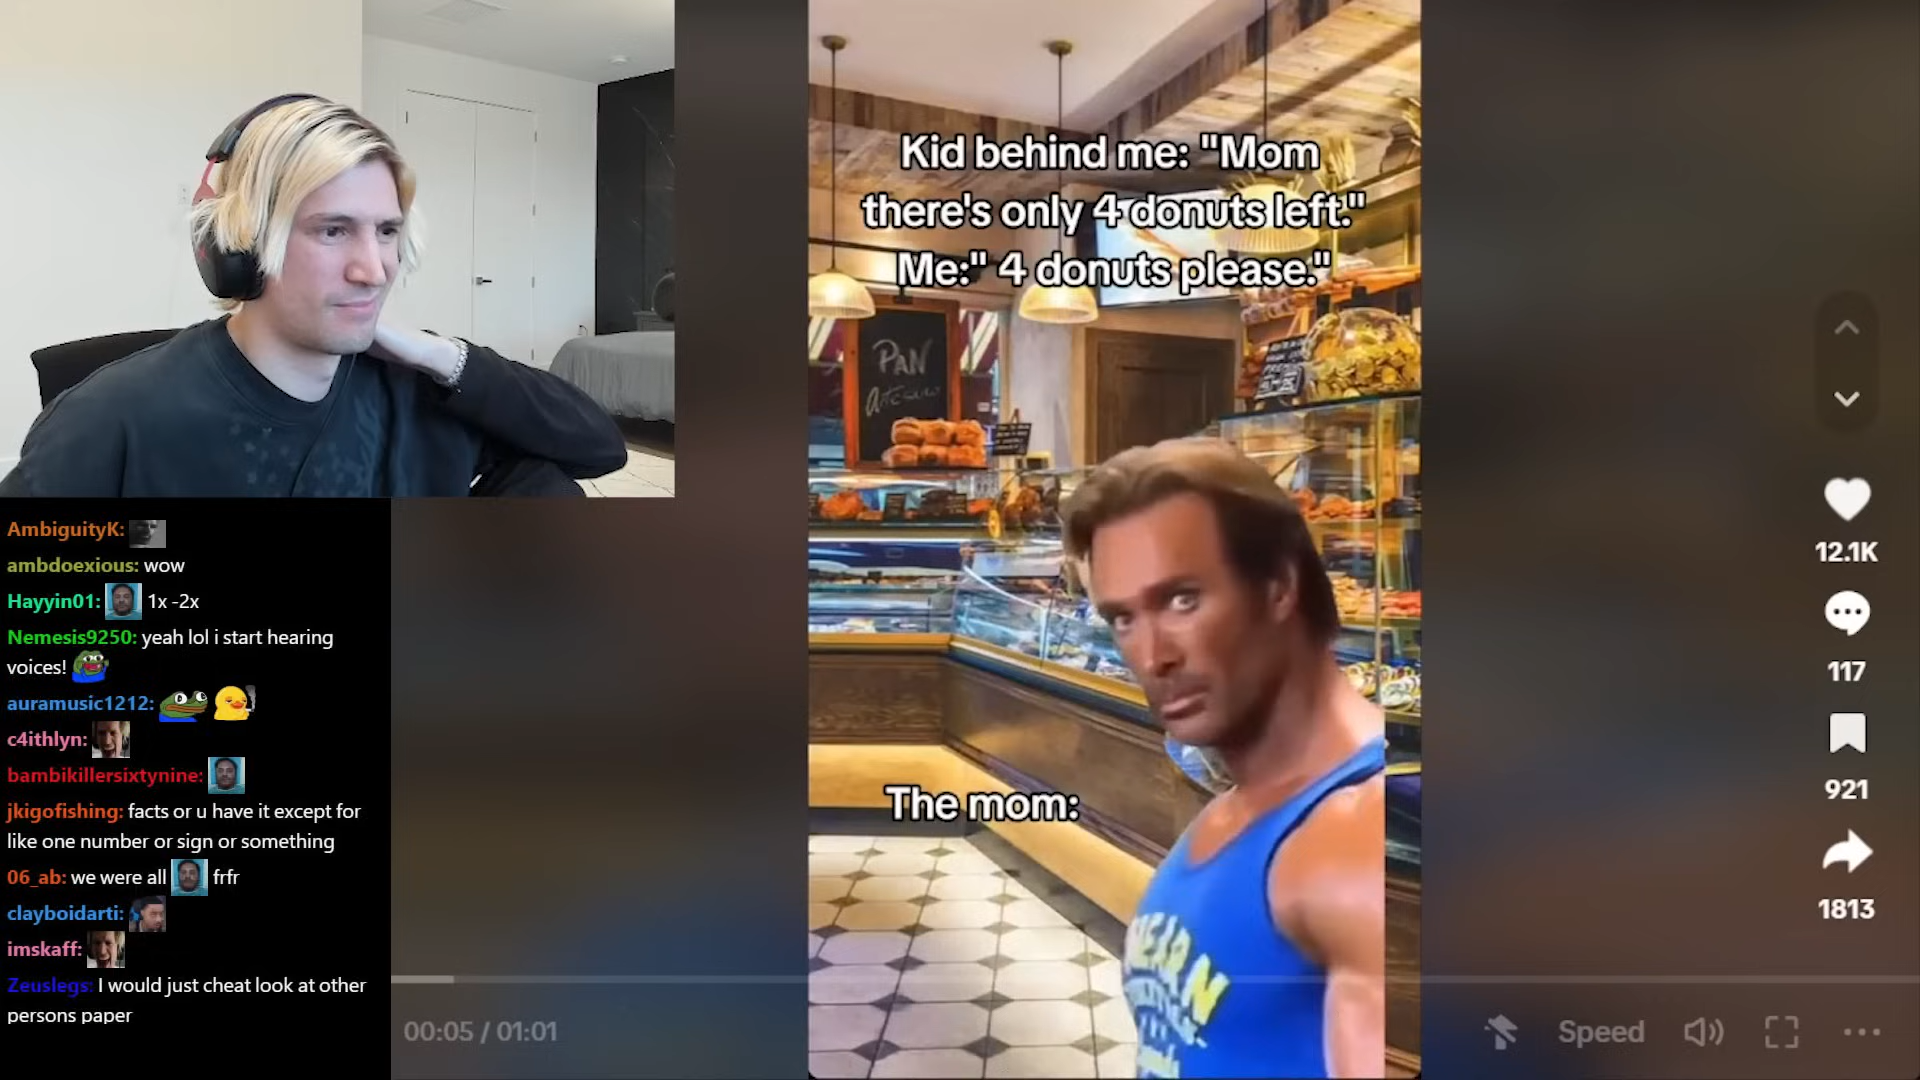 Kid behind me: "Mom
there's only 4 donuts left."
Me:" 4 donuts please."
PAN
The mom:
AmbiguityK:
ambdoexious: wow
Hayyin01: 1x -2x
Nemesis9250: yeah lol i start hearing
voices!
auramusic1212:
c4ithlyn:
bambikillersixtynine:
jkigofishing: facts or u have it except for
like one number or sign or something
06_ab: we were all frfr
clayboidarti:
imskaff:
Zeuslegs: I would just cheat look at other
persons paper
12.1K
117
921
1813
00:05 / 01:01
Speed